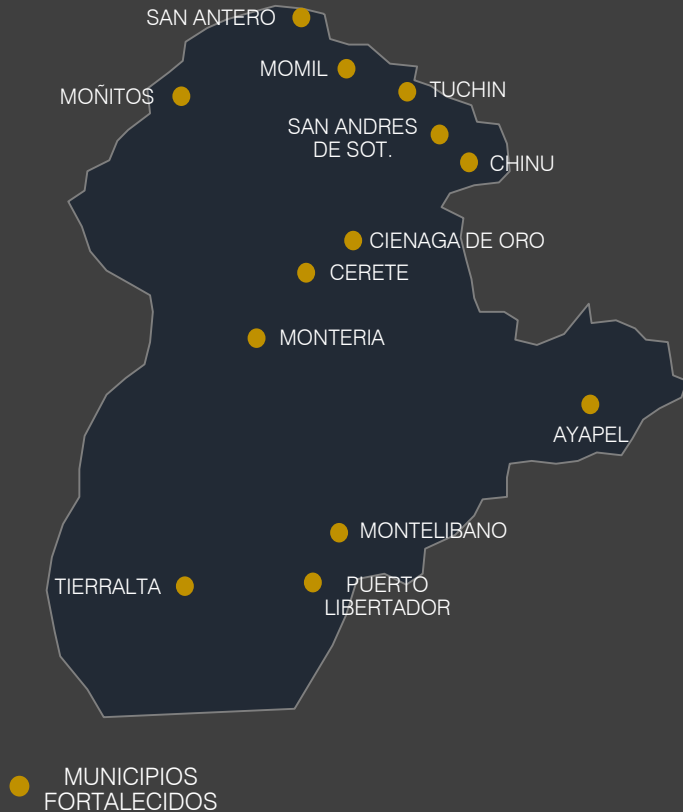 SAN ANTERO
MOMIL
MOÑITOS
TUCHIN
SAN ANDRES
DE SOT.
CHINU
CIENAGA DE ORO
CERETE
MONTERIA
AYAPEL
MONTELIBANO
TIERRALTA
PUERTO
LIBERTADOR
MUNICIPIOS
FORTALECIDOS